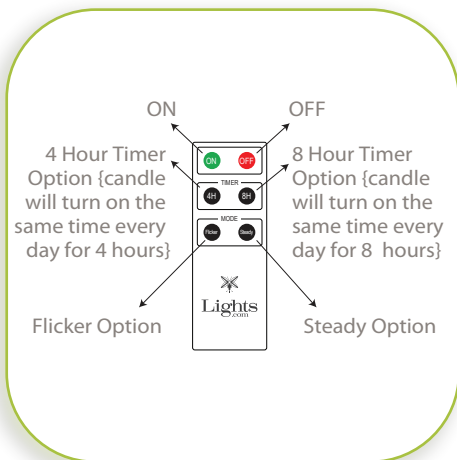 ON
OFF
4 Hour Timer
Option {candle
will turn on the
same time every
day for 4 hours}
8 Hour Timer
Option {candle
will turn on the
same time every
day for 8  hours}
ON OFF
TIMER
4H 8H
MODE
Flicker Steady
Lights
.com
Flicker Option
Steady Option